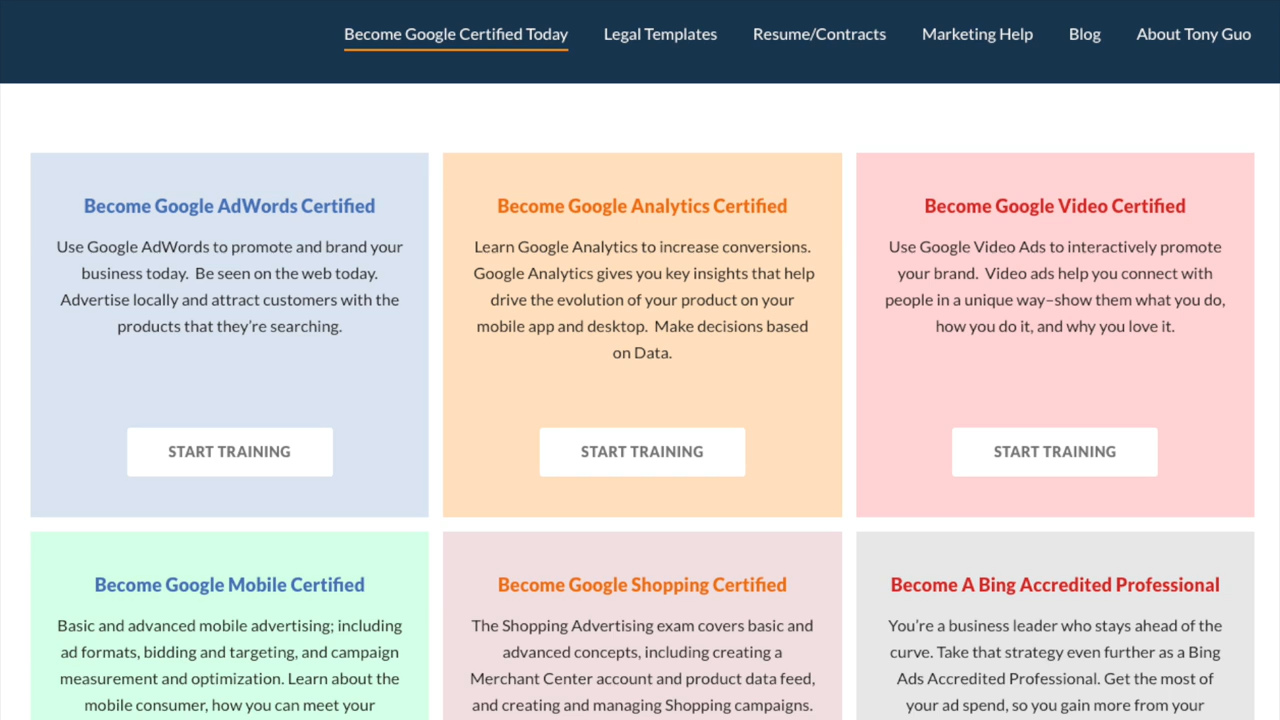 Become Google Certified Today Legal Templates Resume/Contracts Marketing Help Blog About Tony Guo
Become Google AdWords Certified
Use Google AdWords to promote and brand your
business today. Be seen on the web today.
Advertise locally and attract customers with the
products that they're searching.
START TRAINING
Become Google Analytics Certified
Learn Google Analytics to increase conversions.
Google Analytics gives you key insights that help
drive the evolution of your product on your
mobile app and desktop. Make decisions based
on Data.
START TRAINING
Become Google Video Certified
Use Google Video Ads to interactively promote
your brand. Video ads help you connect with
people in a unique way–show them what you do,
how you do it, and why you love it.
START TRAINING
Become Google Mobile Certified
Basic and advanced mobile advertising; including
ad formats, bidding and targeting, and campaign
measurement and optimization. Learn about the
mobile consumer, how you can meet your
Become Google Shopping Certified
The Shopping Advertising exam covers basic and
advanced concepts, including creating a
Merchant Center account and product data feed,
and creating and managing Shopping campaigns.
Become A Bing Accredited Professional
You're a business leader who stays ahead of the
curve. Take that strategy even further as a Bing
Ads Accredited Professional. Get the most of
your ad spend, so you gain more from your